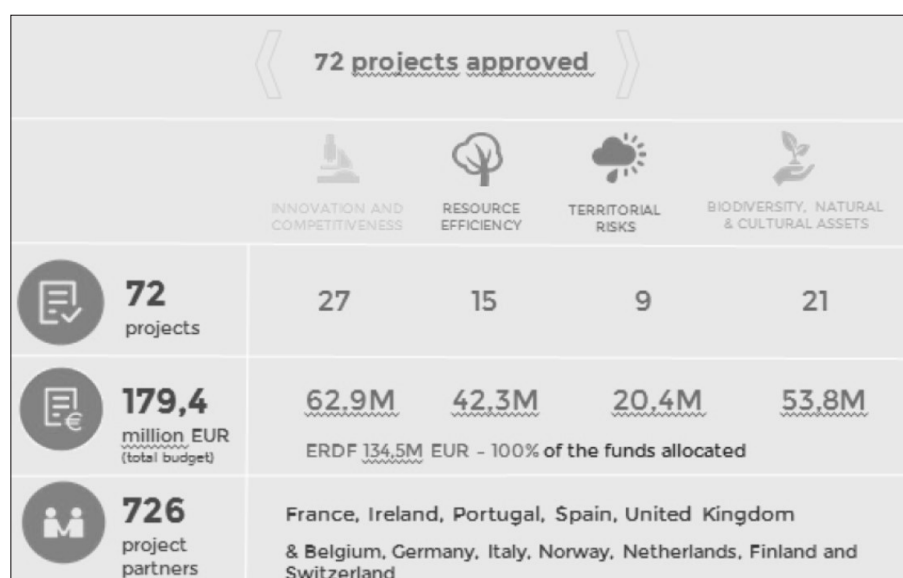 72 projects approved
INNOVATION AND
COMPETITIVENESS
RESOURCE
EFFICIENCY
TERRITORIAL
RISKS
BIODIVERSITY, NATURAL
& CULTURAL ASSETS
72
projects
27
15
9
21
179,4
million EUR
(total budget)
62,9M
42,3M
20,4M
53,8M
ERDF 134,5M EUR – 100% of the funds allocated
726
project
partners
France, Ireland, Portugal, Spain, United Kingdom
& Belgium, Germany, Italy, Norway, Netherlands, Finland and
Switzerland